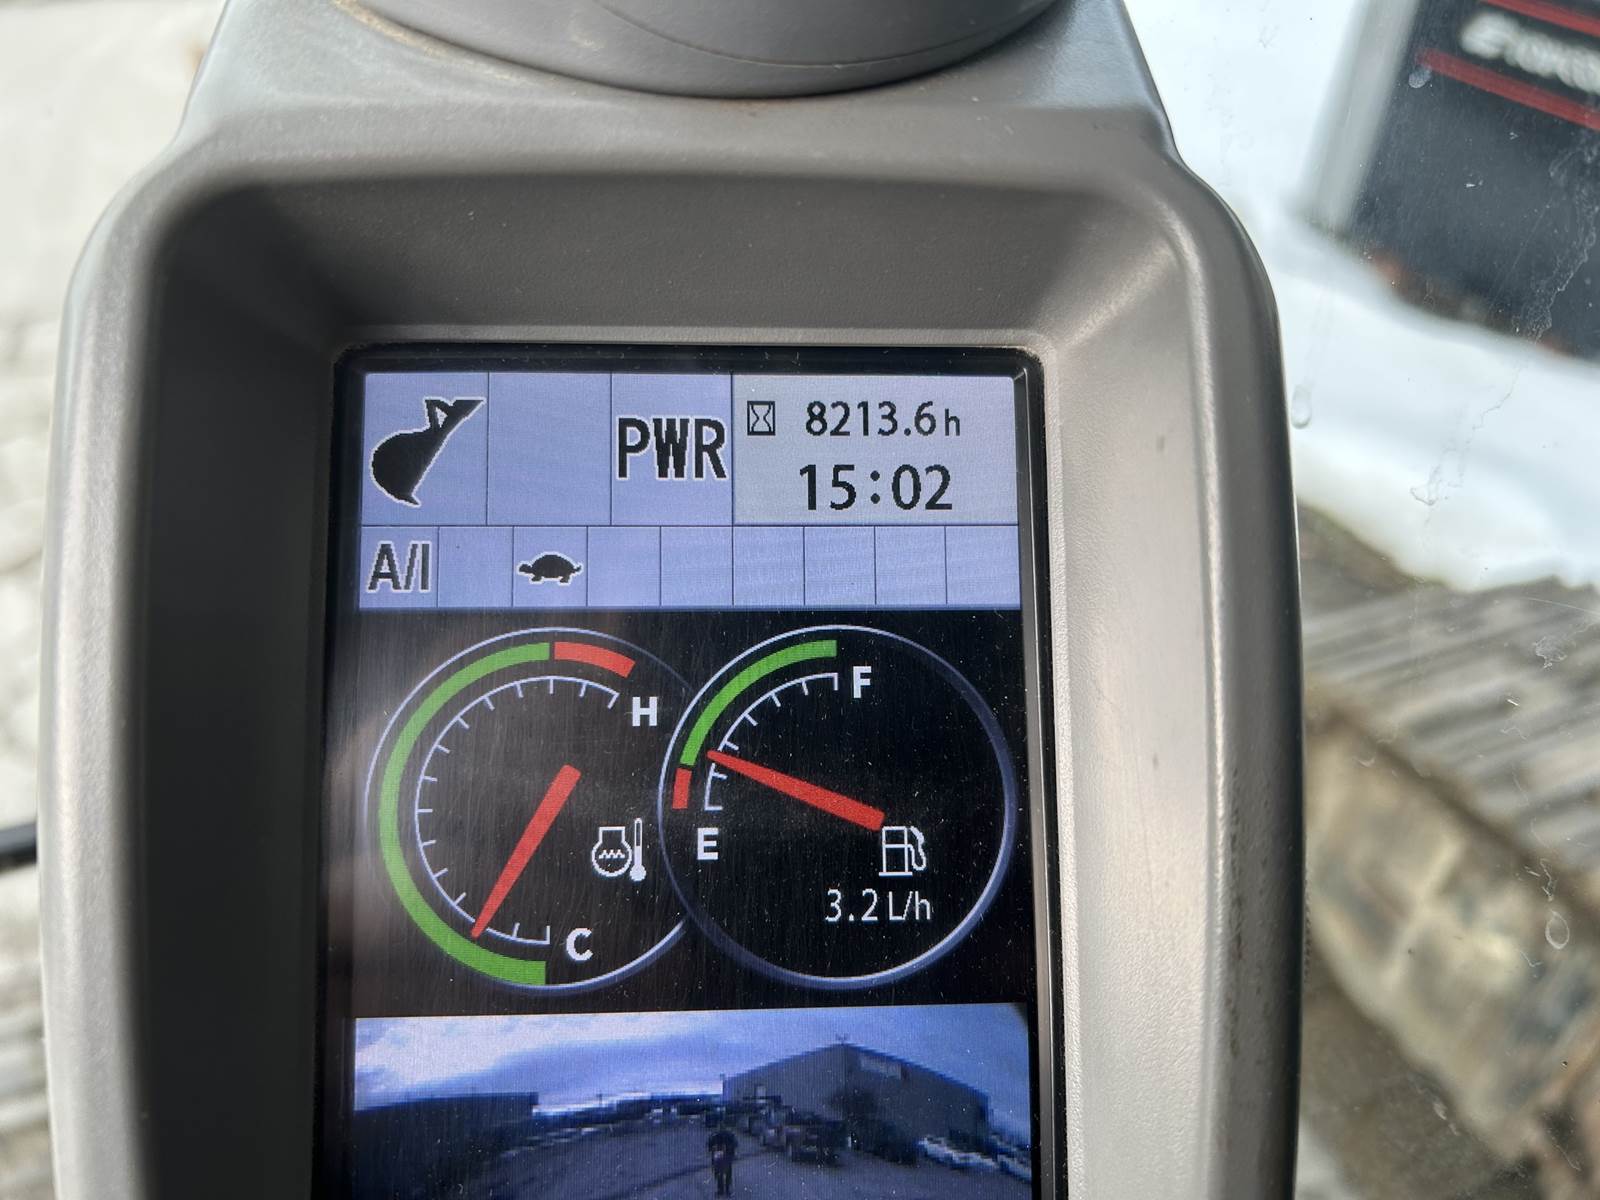 PWR
8213.6h
15:02
A/I
H
F
E
C
3.2 L/h